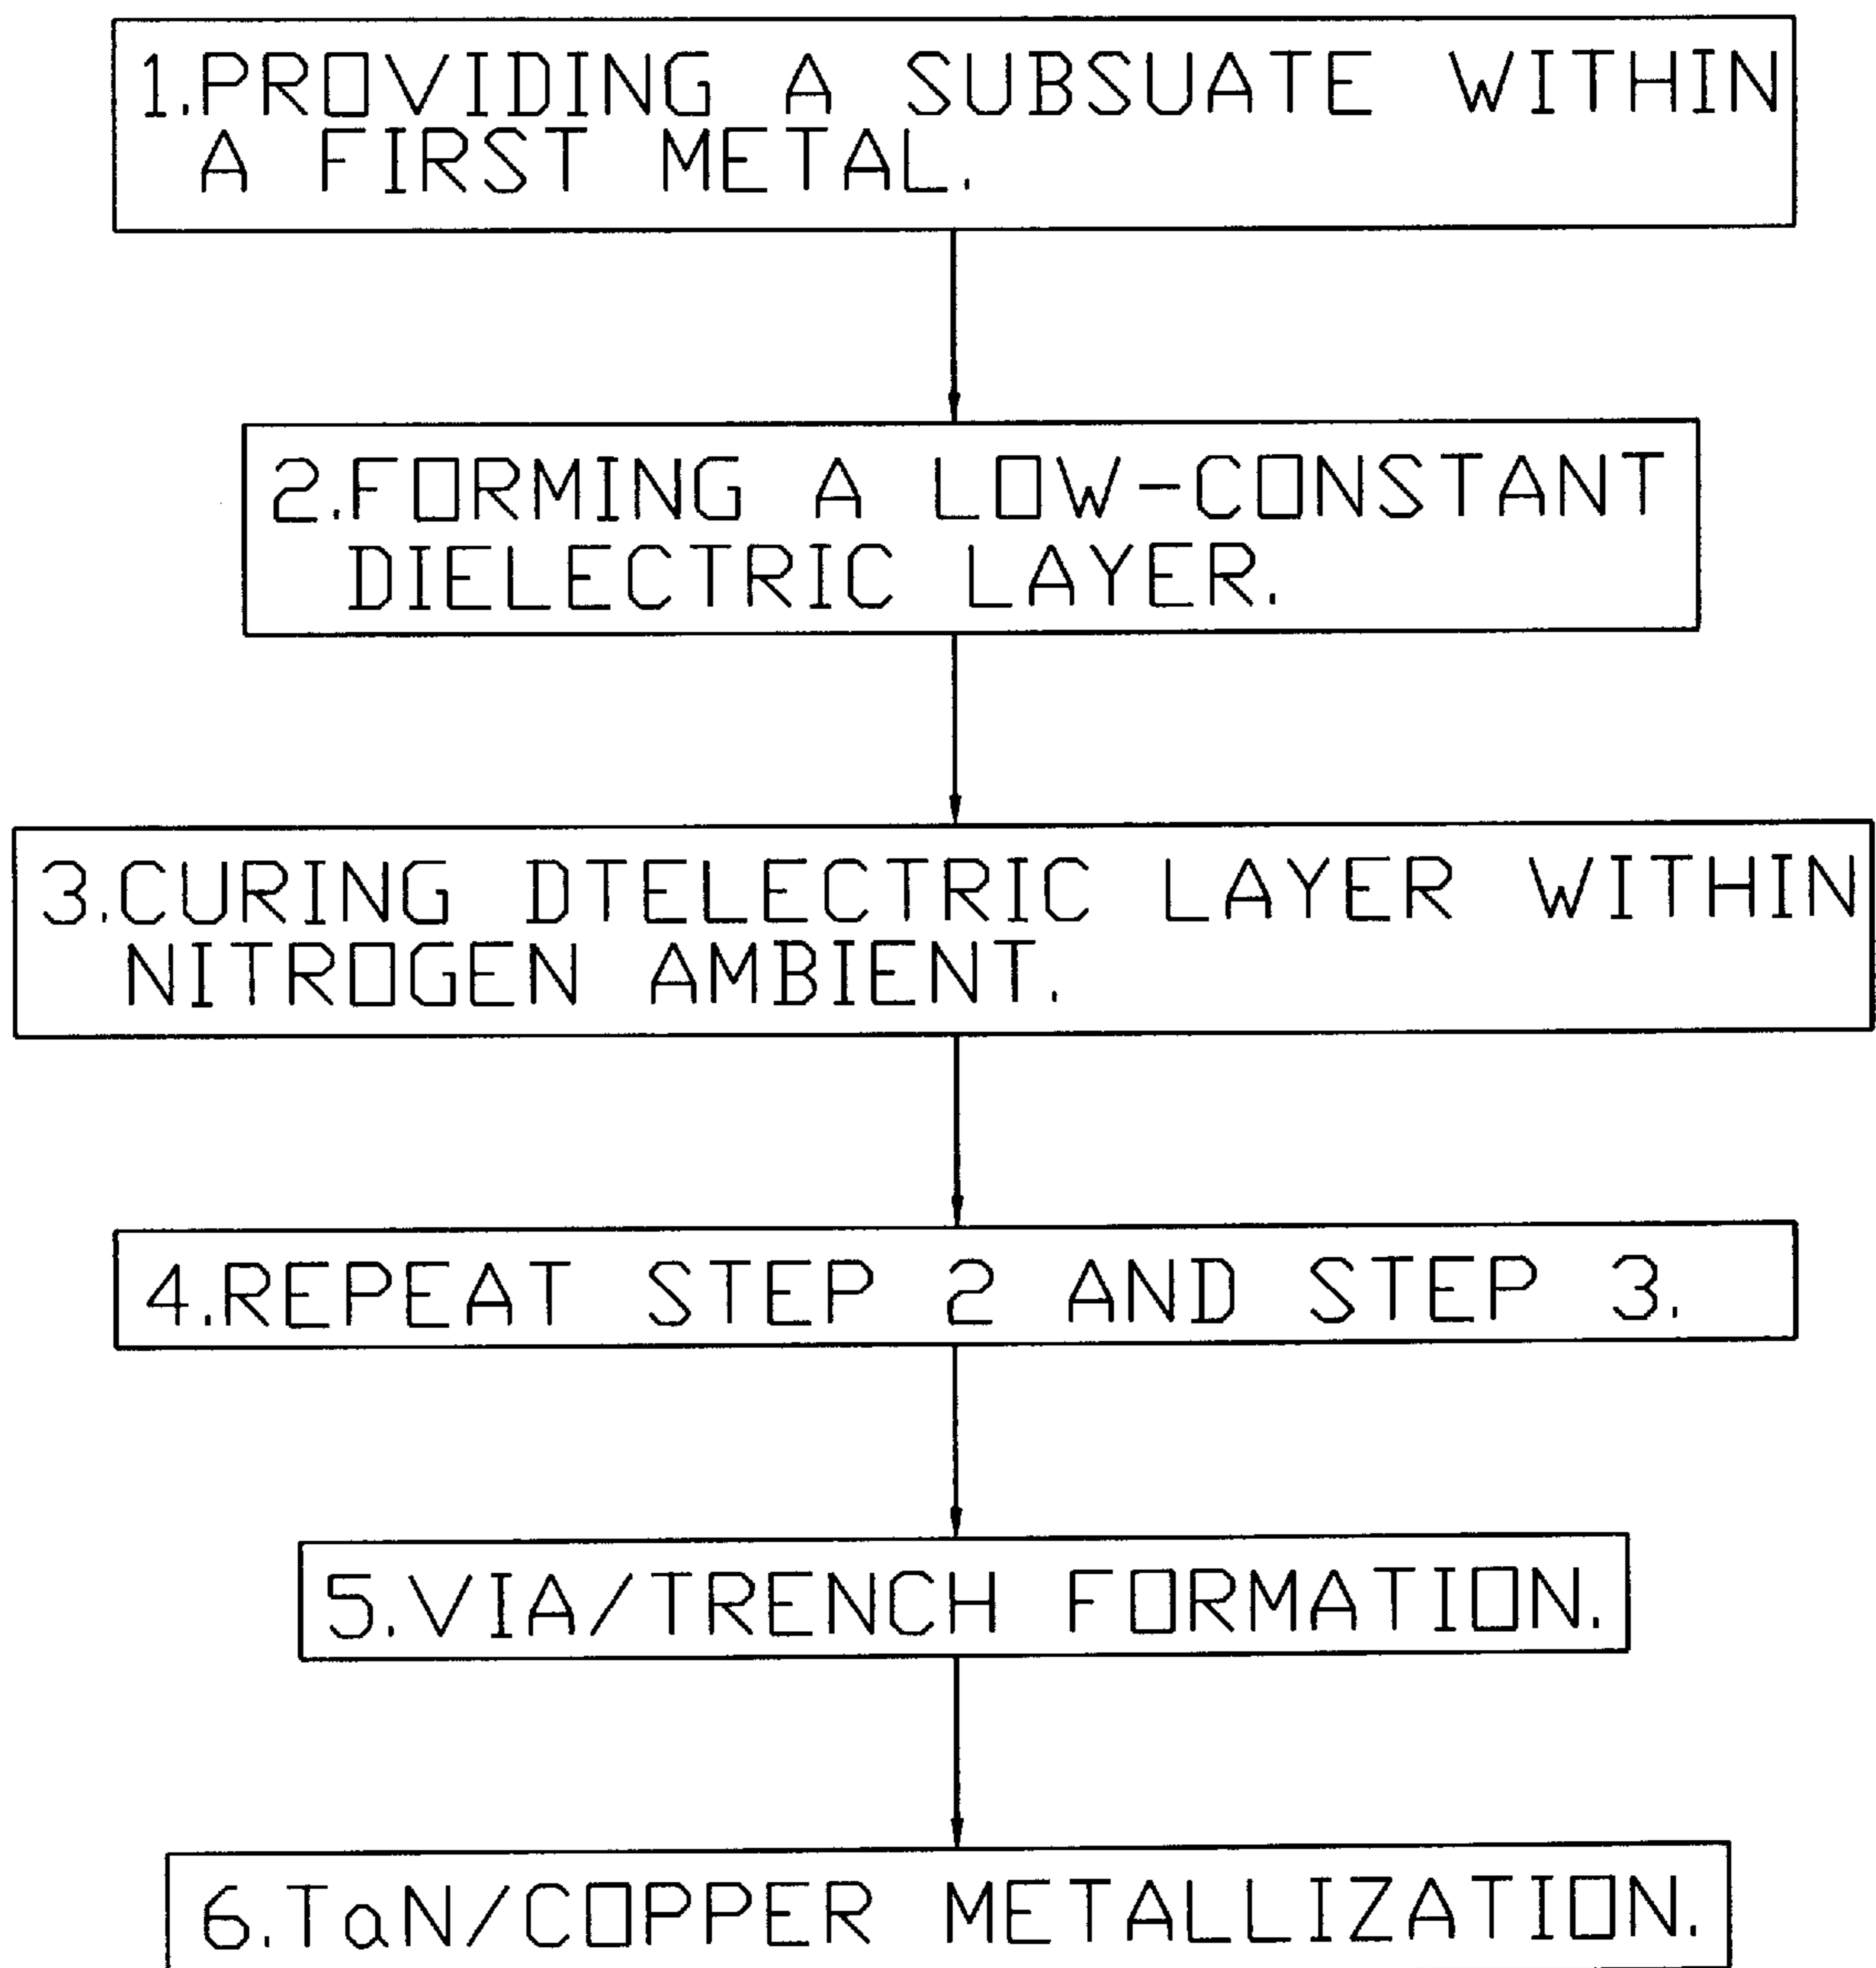 1.PROVIDING A SUBSUATE WITHIN
A FIRST METAL.
2.FORMING A LOW-CONSTANT
DIELECTRIC LAYER.
3.CURING DTELECTRIC LAYER WITHIN
NITROGEN AMBIENT.
4.REPEAT STEP 2 AND STEP 3.
5.VIA/TRENCH FORMATION.
6.TaN/COPPER METALLIZATION.